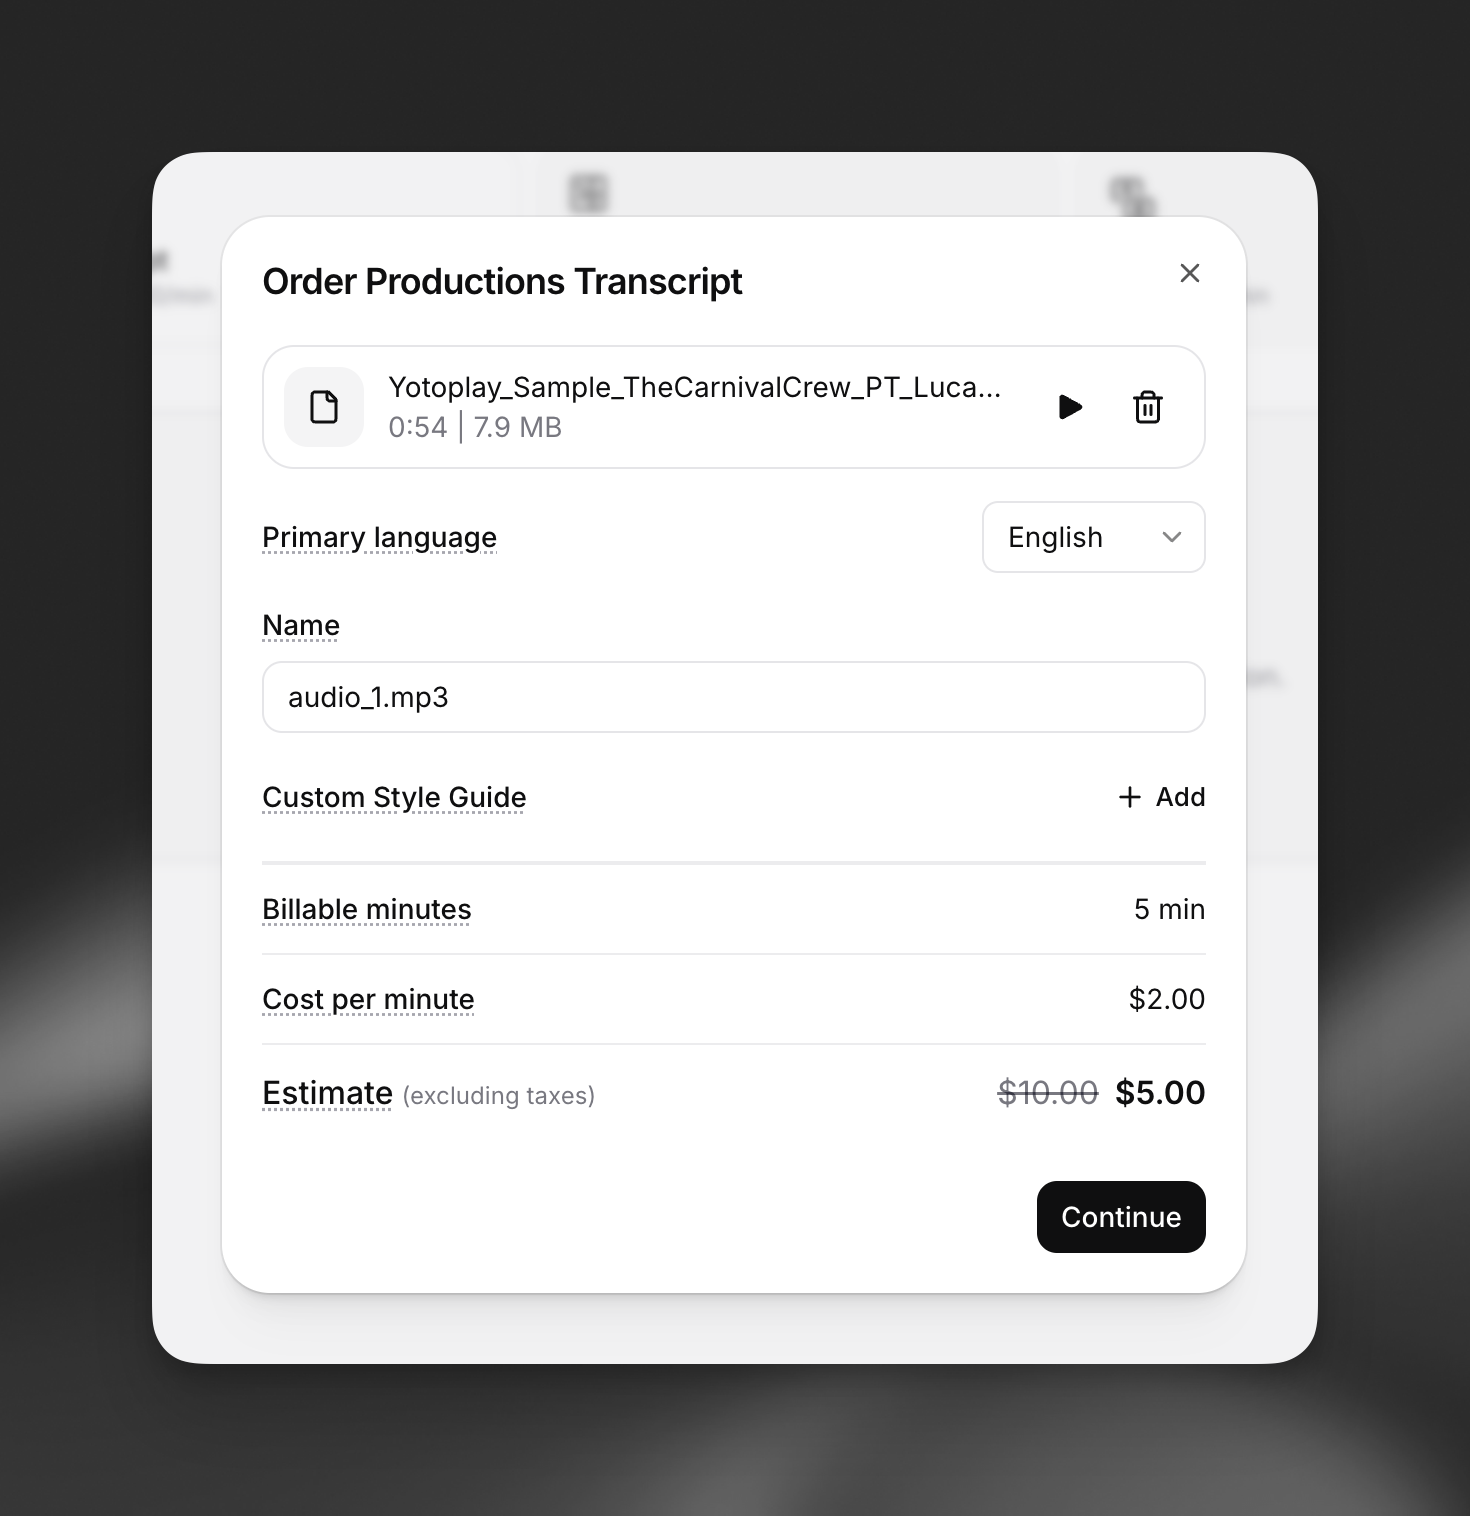 Order Productions Transcript
Yotoplay_Sample_TheCarnivalCrew_PT_Luca...
0:54 | 7.9 MB
Primary language
English
Name
audio_1.mp3
Custom Style Guide
Add
Billable minutes
5 min
Cost per minute
$2.00
Estimate (excluding taxes)
$10.00 $5.00
Continue